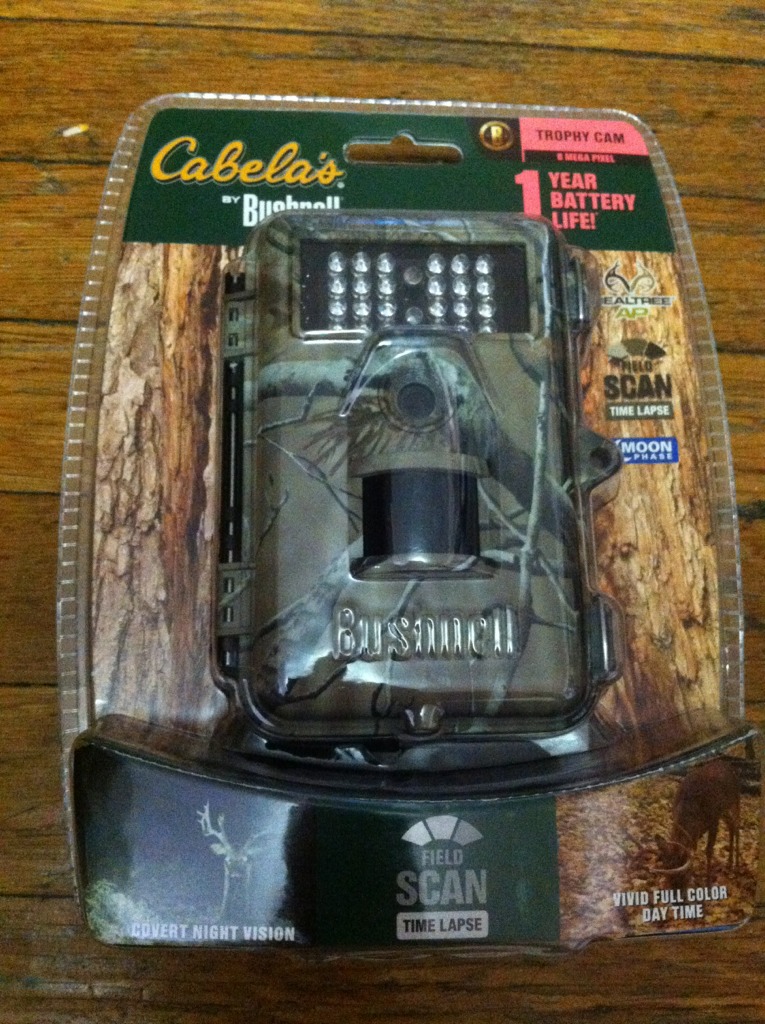 Cabela's
BY Bushnell
B
TROPHY CAM
8 MEGA PIXEL
1 YEAR
BATTERY
LIFE!
REALTREE
AP
FIELD
SCAN
TIME LAPSE
MOON
PHASE
Bushnell
FIELD
SCAN
TIME LAPSE
COVERT NIGHT VISION
VIVID FULL COLOR
DAY TIME